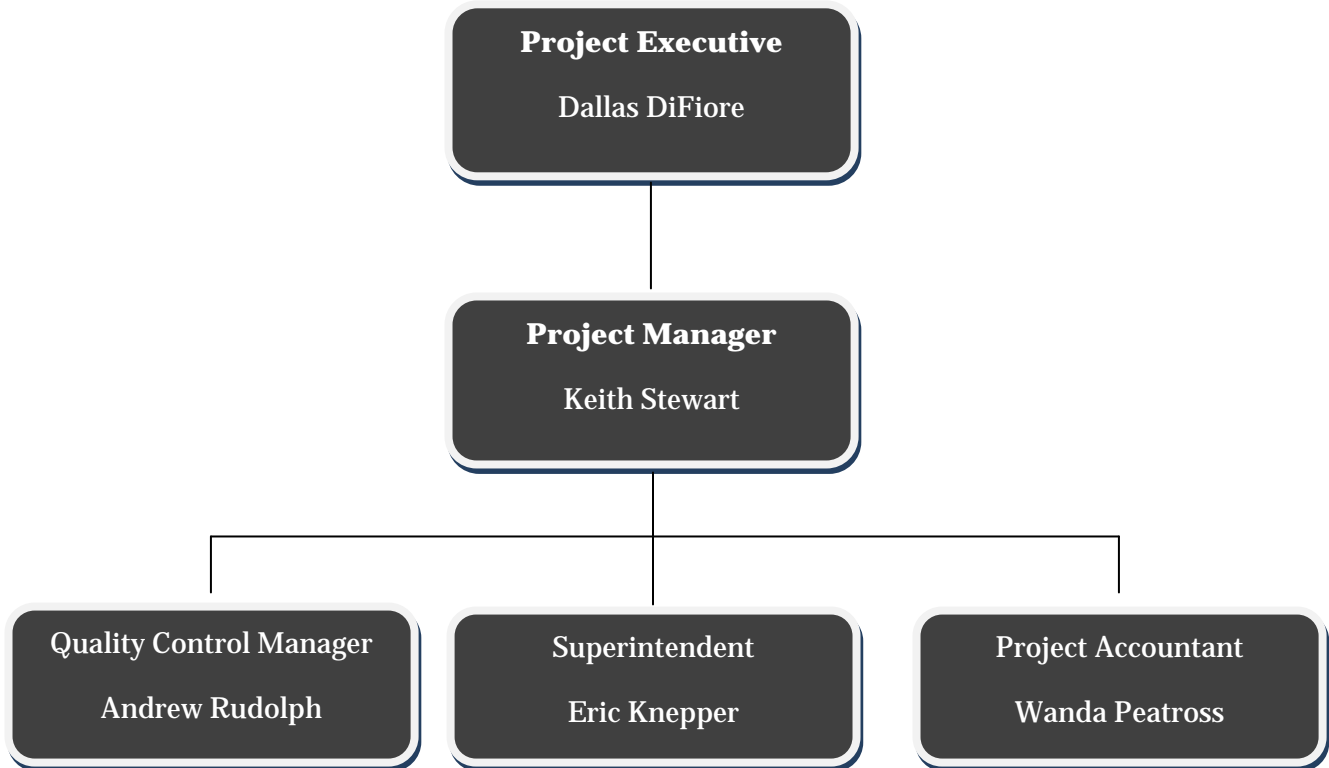 Project Executive
Dallas DiFiore
Project Manager
Keith Stewart
Quality Control Manager
Andrew Rudolph
Superintendent
Eric Knepper
Project Accountant
Wanda Peatross